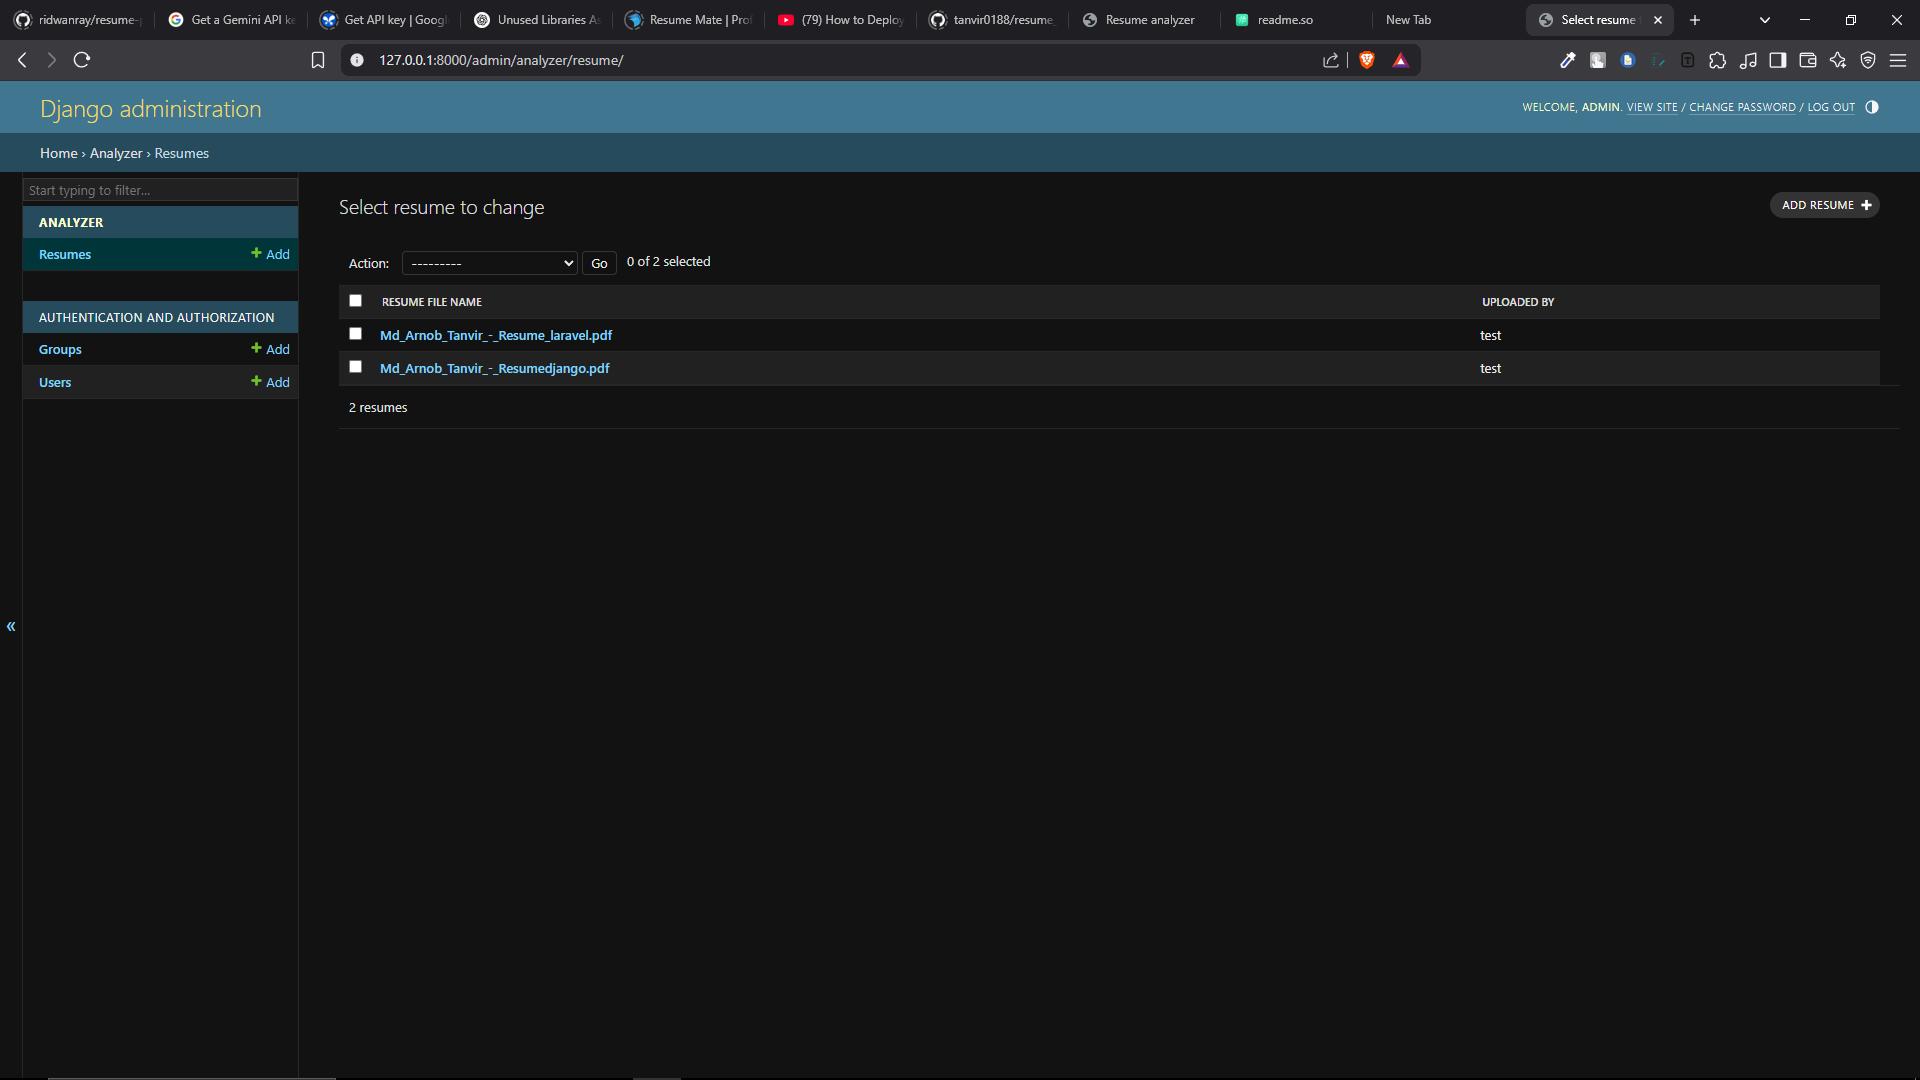 ridwanray/resume-
Get a Gemini API ke
Get API key | Googl
Unused Libraries As
Resume Mate | Prof
(79) How to Deploy
tanvir0188/resume_
Resume analyzer
readme.so
New Tab
Select resume
127.0.0.1:8000/admin/analyzer/resume/
Django administration
WELCOME, ADMIN. VIEW SITE / CHANGE PASSWORD / LOG OUT
Home › Analyzer › Resumes
Start typing to filter...
ANALYZER
Resumes
Add
AUTHENTICATION AND AUTHORIZATION
Groups
Add
Users
Add
«
Select resume to change
ADD RESUME
Action:
---------
Go
0 of 2 selected
RESUME FILE NAME
UPLOADED BY
Md_Arnob_Tanvir_-_Resume_laravel.pdf
test
Md_Arnob_Tanvir_-_Resumedjango.pdf
test
2 resumes